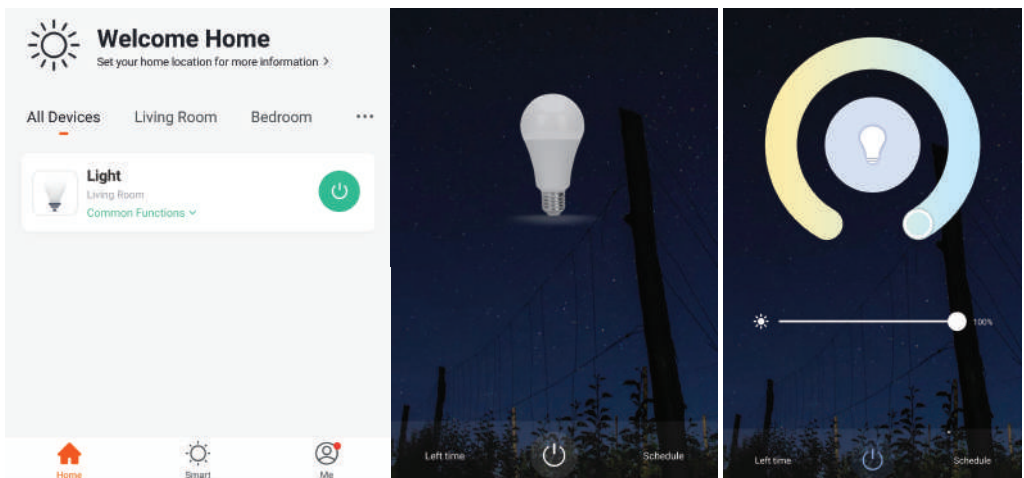 Welcome Home
Set your home location for more information >
All Devices Living Room Bedroom ...
Light
Living Room
Common Functions
Home Smart Me
Left time Schedule
100%
Left time Schedule